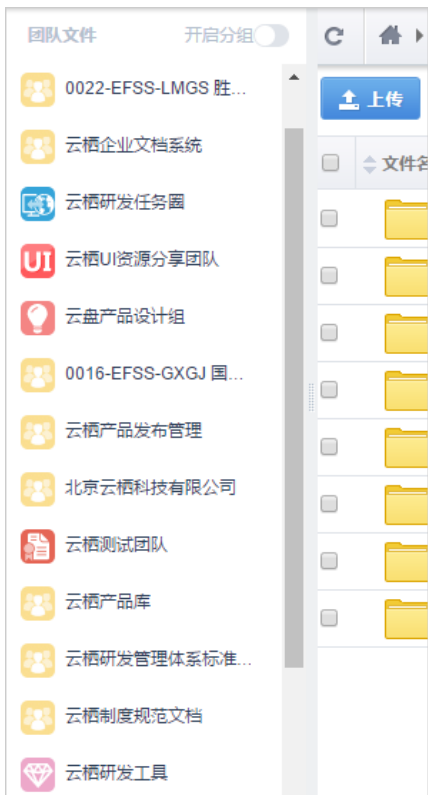 团队文件 开启分组
0022-EFSS-LMGS 胜...
云栖企业文档系统
云栖研发任务圈
UI 云栖UI资源分享团队
云盘产品设计组
0016-EFSS-GXGJ 国...
云栖产品发布管理
北京云栖科技有限公司
云栖测试团队
云栖产品库
云栖研发管理体系标准...
云栖制度规范文档
云栖研发工具
上传
文件名